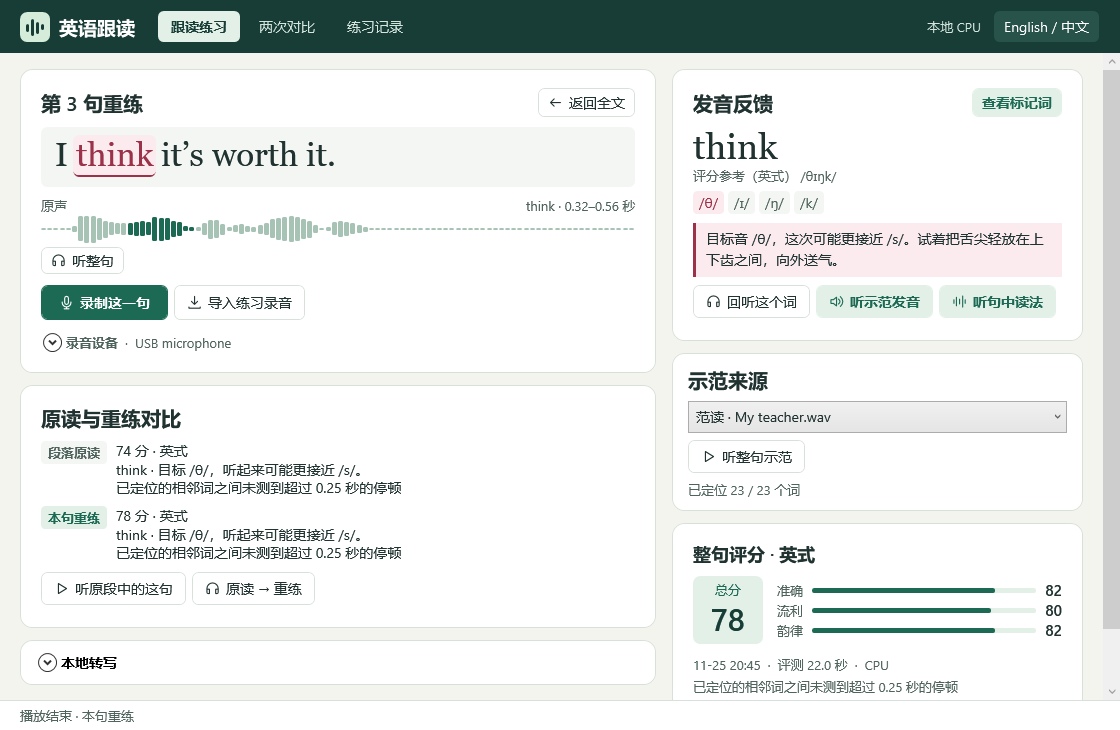 英语跟读
跟读练习
两次对比
练习记录
本地 CPU
English / 中文
第 3 句重练
← 返回全文
I think it’s worth it.
原声
think · 0.32–0.56 秒
听整句
录制这一句
导入练习录音
录音设备 · USB microphone
原读与重练对比
段落原读
74 分 · 英式
think · 目标 /θ/，听起来可能更接近 /s/。
已定位的相邻词之间未测到超过 0.25 秒的停顿
本句重练
78 分 · 英式
think · 目标 /θ/，听起来可能更接近 /s/。
已定位的相邻词之间未测到超过 0.25 秒的停顿
听原段中的这句
原读 → 重练
本地转写
发音反馈
查看标记词
think
评分参考（英式） /θɪŋk/
/θ/ /ɪ/ /ŋ/ /k/
目标音 /θ/，这次可能更接近 /s/。试着把舌尖轻放在上
下齿之间，向外送气。
回听这个词
听示范发音
听句中读法
示范来源
范读 · My teacher.wav
听整句示范
已定位 23 / 23 个词
整句评分 · 英式
总分
78
准确 82
流利 80
韵律 82
11-25 20:45 · 评测 22.0 秒 · CPU
已定位的相邻词之间未测到超过 0.25 秒的停顿
播放结束 · 本句重练